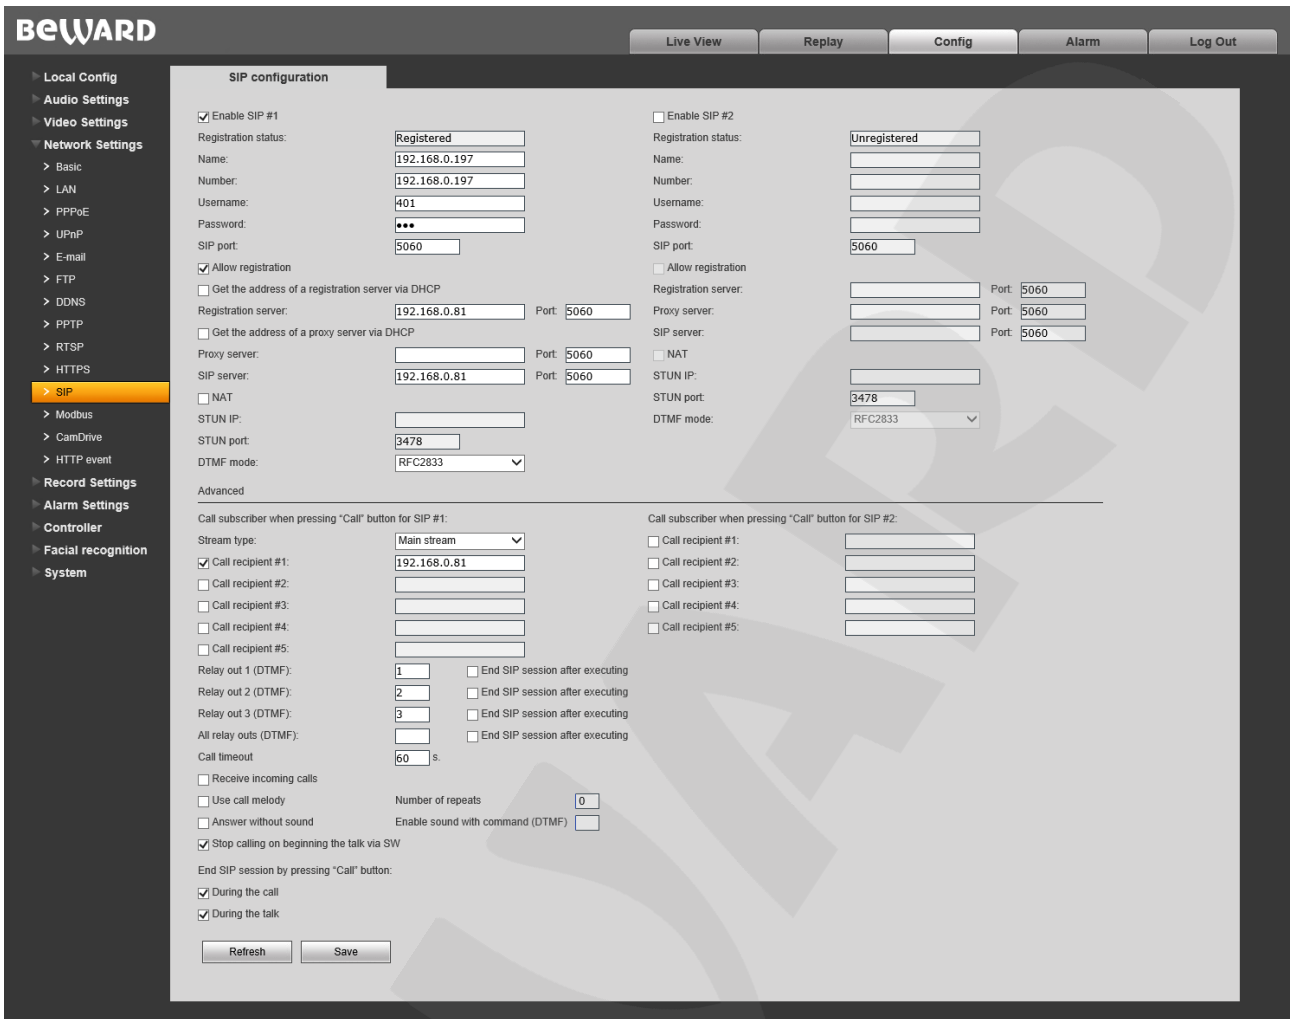 BEWARD
Live View Replay Config Alarm Log Out
Local Config
Audio Settings
Video Settings
Network Settings
Basic
LAN
PPPoE
UPnP
E-mail
FTP
DDNS
PPTP
RTSP
HTTPS
SIP
Modbus
CamDrive
HTTP event
Record Settings
Alarm Settings
Controller
Facial recognition
System
SIP configuration
Enable SIP #1
Registration status: Registered
Name: 192.168.0.197
Number: 192.168.0.197
Username: 401
Password: •••
SIP port: 5060
Allow registration
Get the address of a registration server via DHCP
Registration server: 192.168.0.81 Port: 5060
Get the address of a proxy server via DHCP
Proxy server: Port: 5060
SIP server: 192.168.0.81 Port: 5060
NAT
STUN IP:
STUN port: 3478
DTMF mode: RFC2833
Enable SIP #2
Registration status: Unregistered
Name:
Number:
Username:
Password:
SIP port: 5060
Allow registration
Registration server: Port: 5060
Proxy server: Port: 5060
SIP server: Port: 5060
NAT
STUN IP:
STUN port: 3478
DTMF mode: RFC2833
Advanced
Call subscriber when pressing “Call” button for SIP #1:
Stream type: Main stream
Call recipient #1: 192.168.0.81
Call recipient #2:
Call recipient #3:
Call recipient #4:
Call recipient #5:
Call subscriber when pressing “Call” button for SIP #2:
Call recipient #1:
Call recipient #2:
Call recipient #3:
Call recipient #4:
Call recipient #5:
Relay out 1 (DTMF): 1 End SIP session after executing
Relay out 2 (DTMF): 2 End SIP session after executing
Relay out 3 (DTMF): 3 End SIP session after executing
All relay outs (DTMF): End SIP session after executing
Call timeout 60 s.
Receive incoming calls
Use call melody Number of repeats 0
Answer without sound Enable sound with command (DTMF)
Stop calling on beginning the talk via SW
End SIP session by pressing “Call” button:
During the call
During the talk
Refresh Save